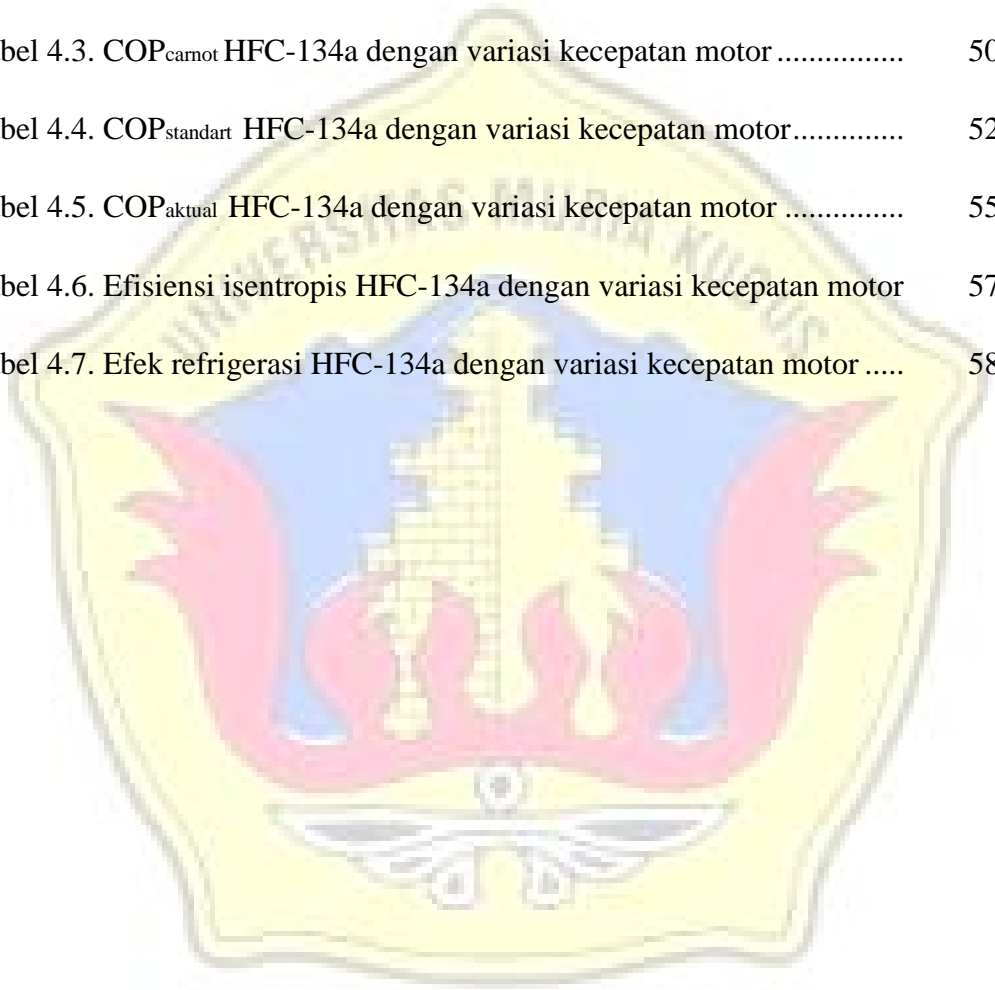 bel 4.3. COPcarnot HFC-134a dengan variasi kecepatan motor ............... 50
bel 4.4. COPstandart HFC-134a dengan variasi kecepatan motor.............. 52
bel 4.5. COPaktual HFC-134a dengan variasi kecepatan motor ............... 55
bel 4.6. Efisiensi isentropis HFC-134a dengan variasi kecepatan motor 57
bel 4.7. Efek refrigerasi HFC-134a dengan variasi kecepatan motor ..... 58
UNIVERSITAS MURIA KUDUS